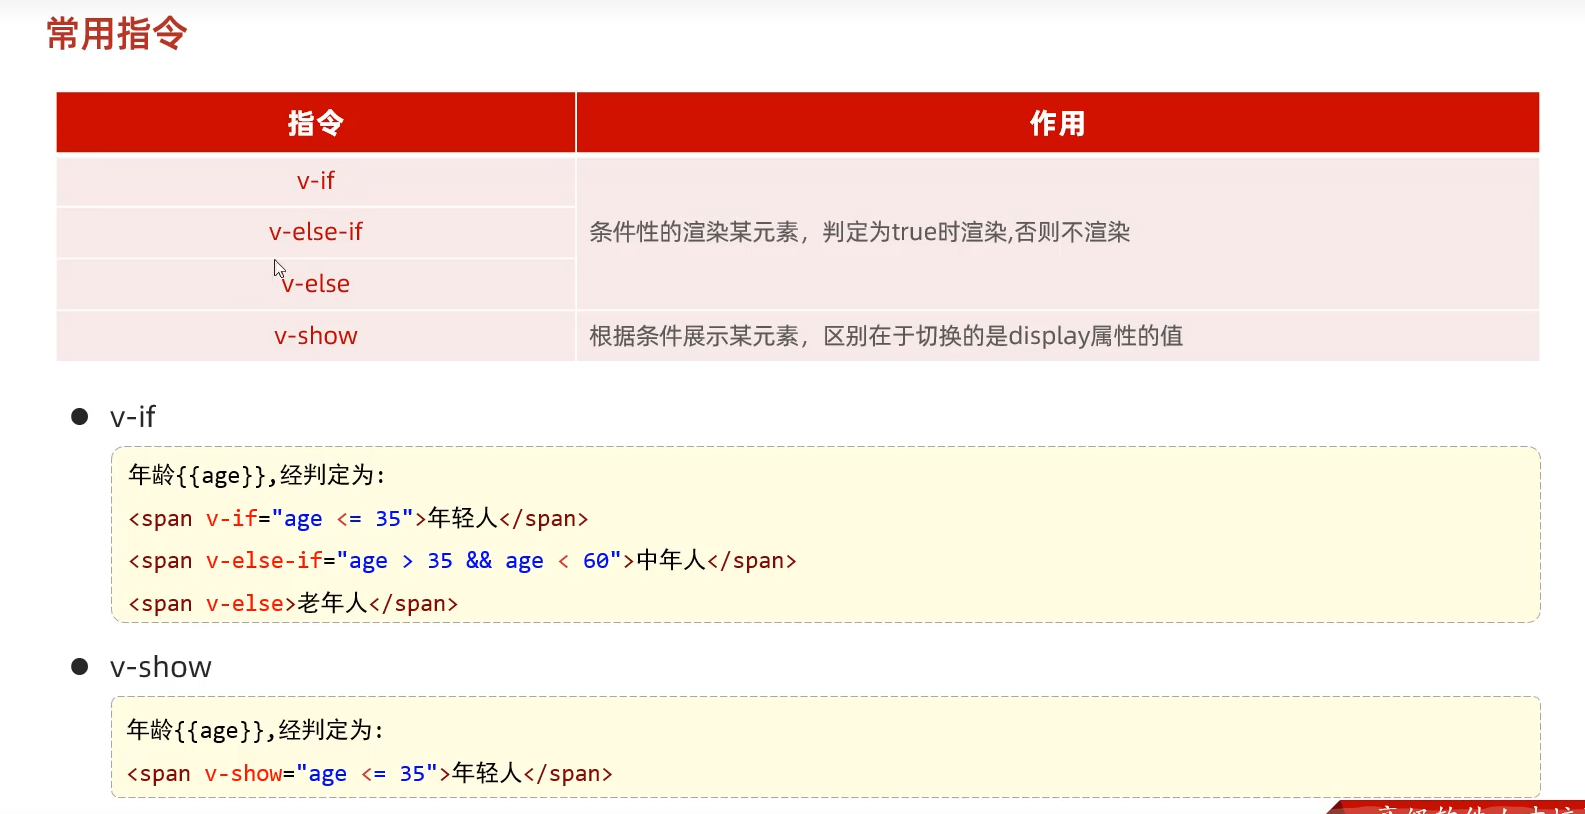 常用指令
指令 作用
v-if
v-else-if 条件性的渲染某元素，判定为true时渲染,否则不渲染
v-else
v-show 根据条件展示某元素，区别在于切换的是display属性的值
● v-if
年龄{{age}},经判定为:
<span v-if="age <= 35">年轻人</span>
<span v-else-if="age > 35 && age < 60">中年人</span>
<span v-else>老年人</span>
● v-show
年龄{{age}},经判定为:
<span v-show="age <= 35">年轻人</span>